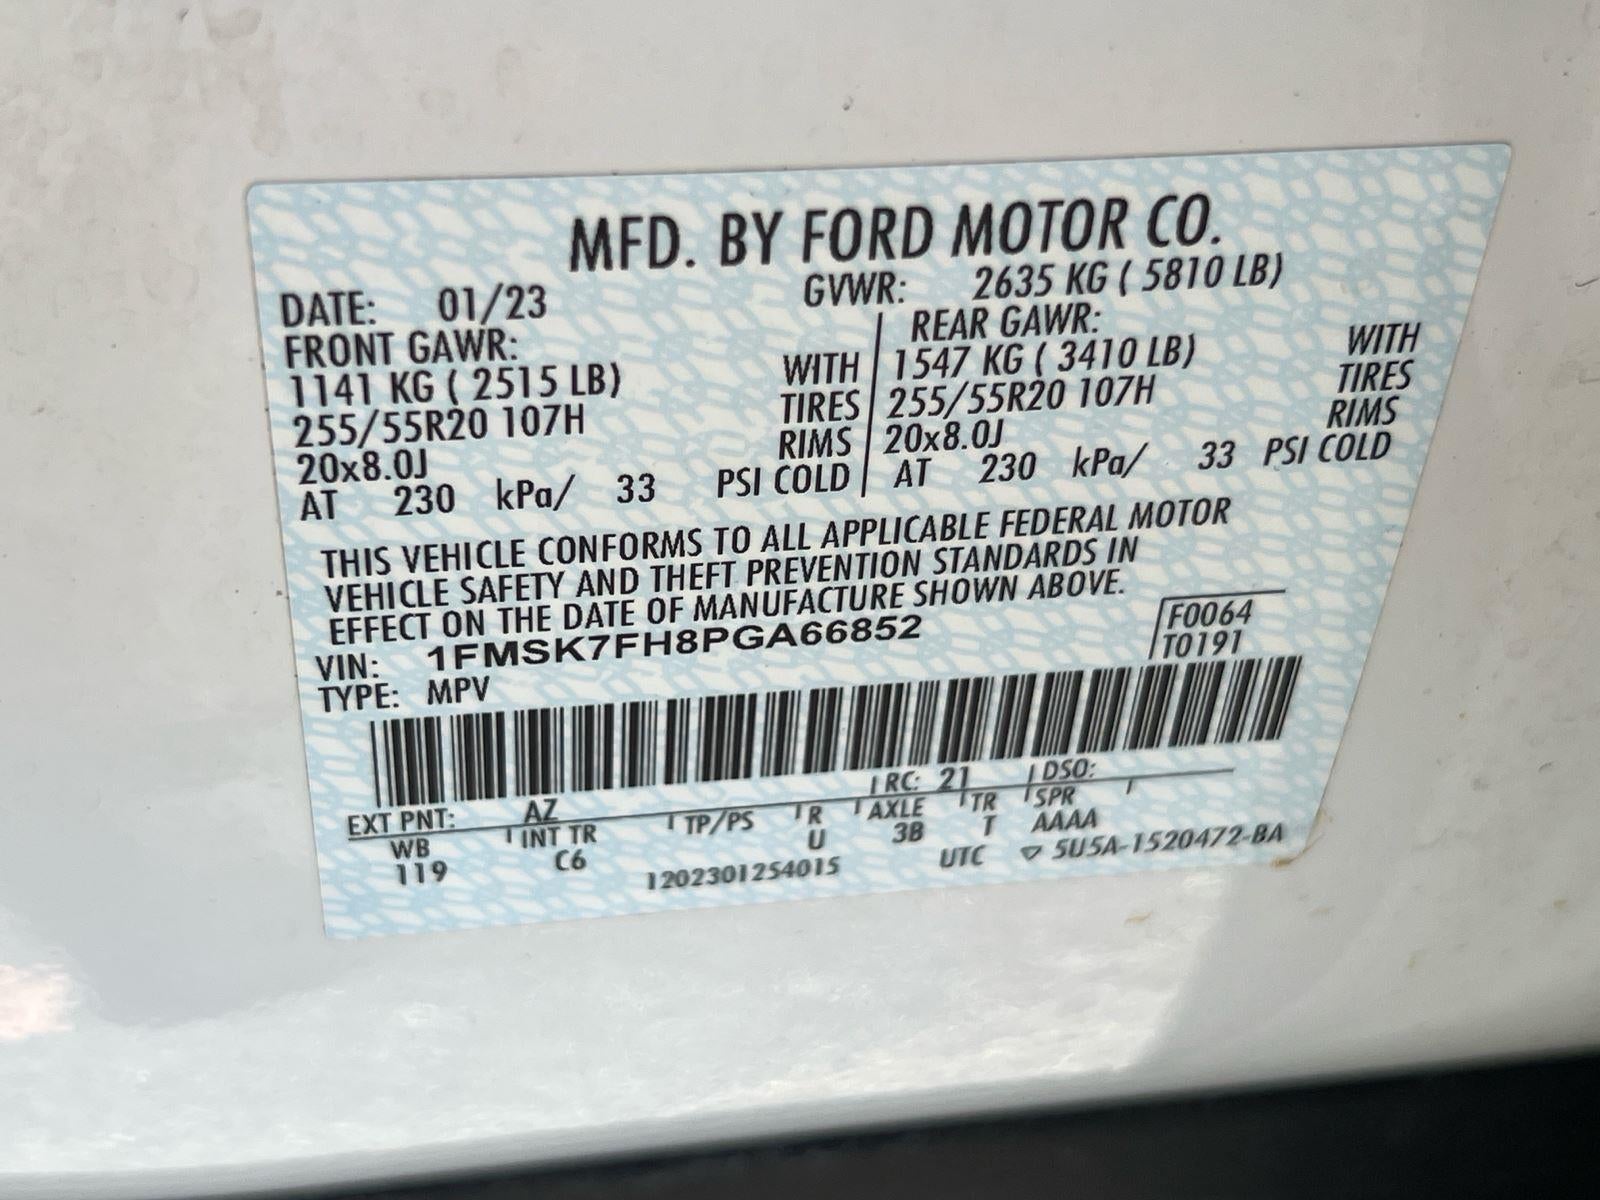 MFD. BY FORD MOTOR CO.
DATE: 01/23 GVWR: 2635 KG ( 5810 LB)
FRONT GAWR: REAR GAWR:
1141 KG ( 2515 LB) WITH 1547 KG ( 3410 LB) WITH
255/55R20 107H TIRES 255/55R20 107H TIRES
20x8.0J RIMS 20x8.0J RIMS
AT 230 kPa/ 33 PSI COLD AT 230 kPa/ 33 PSI COLD
THIS VEHICLE CONFORMS TO ALL APPLICABLE FEDERAL MOTOR
VEHICLE SAFETY AND THEFT PREVENTION STANDARDS IN
EFFECT ON THE DATE OF MANUFACTURE SHOWN ABOVE.
VIN: 1FMSK7FH8PGA66852 F0064
TYPE: MPV T0191
EXT PNT: AZ RC: 21 DSO:
WB INT TR TP/PS R AXLE TR SPR
119 C6 U 3B T AAAA
1202301254015 UTC ▽ 5U5A-1520472-BA